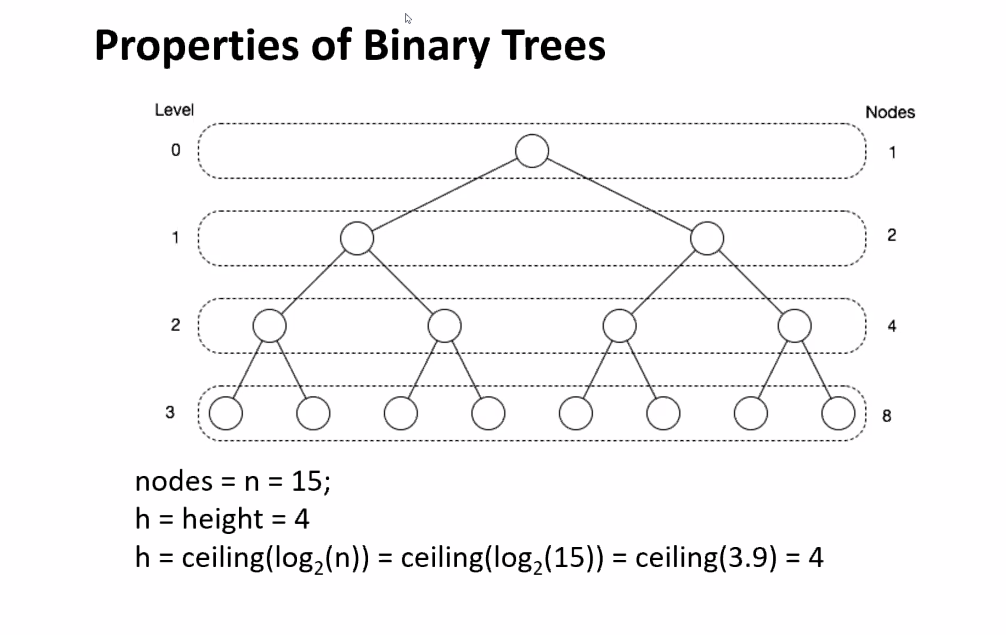 Properties of Binary Trees
Level
Nodes
0
1
1
2
2
4
3
8
nodes = n = 15;
h = height = 4
h = ceiling(log₂(n)) = ceiling(log₂(15)) = ceiling(3.9) = 4